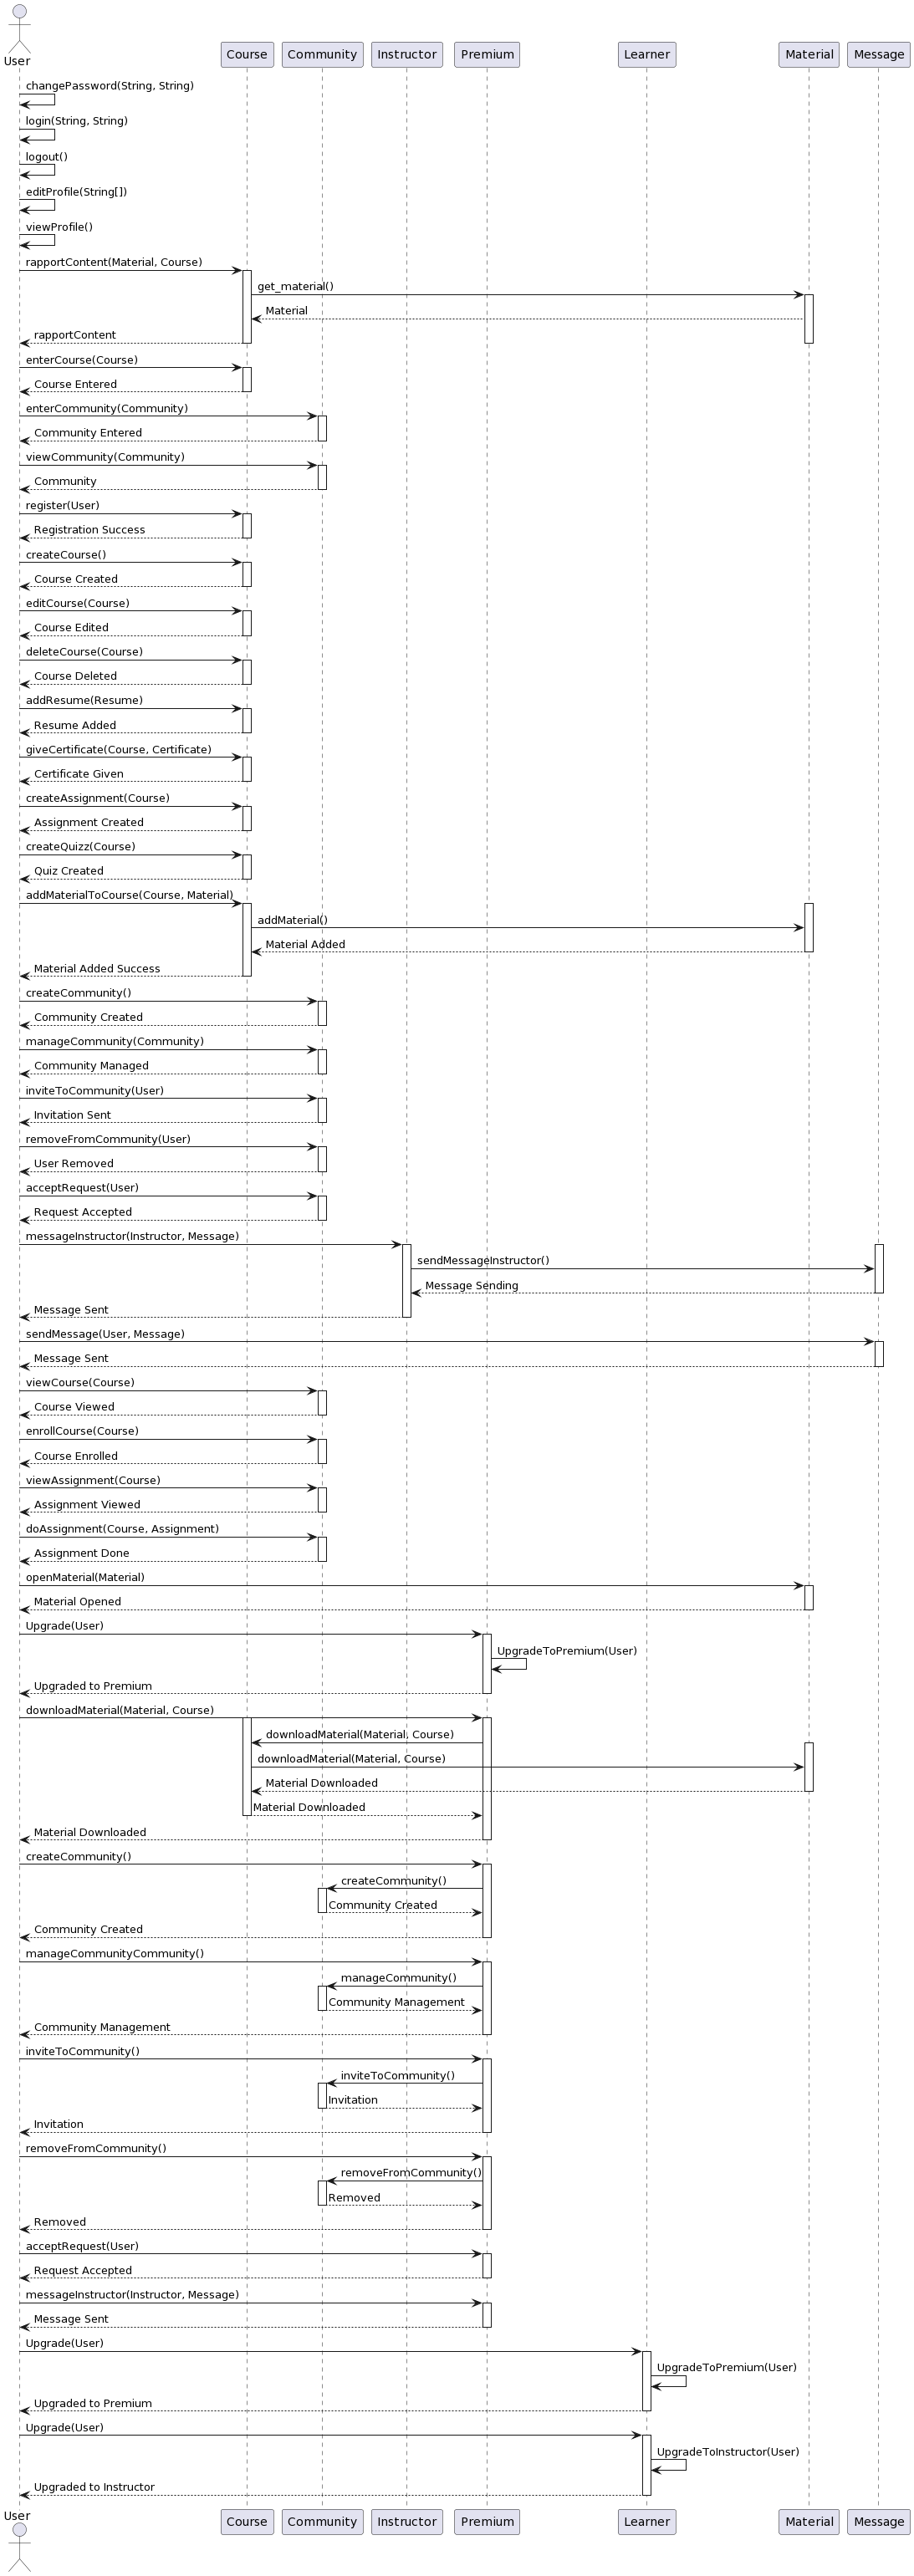 User
Course Community Instructor Premium Learner Material Message
changePassword(String, String)
login(String, String)
logout()
editProfile(String[])
viewProfile()
rapportContent(Material, Course)
get_material()
Material
rapportContent
enterCourse(Course)
Course Entered
enterCommunity(Community)
Community Entered
viewCommunity(Community)
Community
register(User)
Registration Success
createCourse()
Course Created
editCourse(Course)
Course Edited
deleteCourse(Course)
Course Deleted
addResume(Resume)
Resume Added
giveCertificate(Course, Certificate)
Certificate Given
createAssignment(Course)
Assignment Created
createQuizz(Course)
Quiz Created
addMaterialToCourse(Course, Material)
addMaterial()
Material Added
Material Added Success
createCommunity()
Community Created
manageCommunity(Community)
Community Managed
inviteToCommunity(User)
Invitation Sent
removeFromCommunity(User)
User Removed
acceptRequest(User)
Request Accepted
messageInstructor(Instructor, Message)
sendMessageInstructor()
Message Sending
Message Sent
sendMessage(User, Message)
Message Sent
viewCourse(Course)
Course Viewed
enrollCourse(Course)
Course Enrolled
viewAssignment(Course)
Assignment Viewed
doAssignment(Course, Assignment)
Assignment Done
openMaterial(Material)
Material Opened
Upgrade(User)
UpgradeToPremium(User)
Upgraded to Premium
downloadMaterial(Material, Course)
downloadMaterial(Material, Course)
downloadMaterial(Material, Course)
Material Downloaded
Material Downloaded
Material Downloaded
createCommunity()
createCommunity()
Community Created
Community Created
manageCommunityCommunity()
manageCommunity()
Community Management
Community Management
inviteToCommunity()
inviteToCommunity()
Invitation
Invitation
removeFromCommunity()
removeFromCommunity()
Removed
Removed
acceptRequest(User)
Request Accepted
messageInstructor(Instructor, Message)
Message Sent
Upgrade(User)
UpgradeToPremium(User)
Upgraded to Premium
Upgrade(User)
UpgradeToInstructor(User)
Upgraded to Instructor
User
Course Community Instructor Premium Learner Material Message